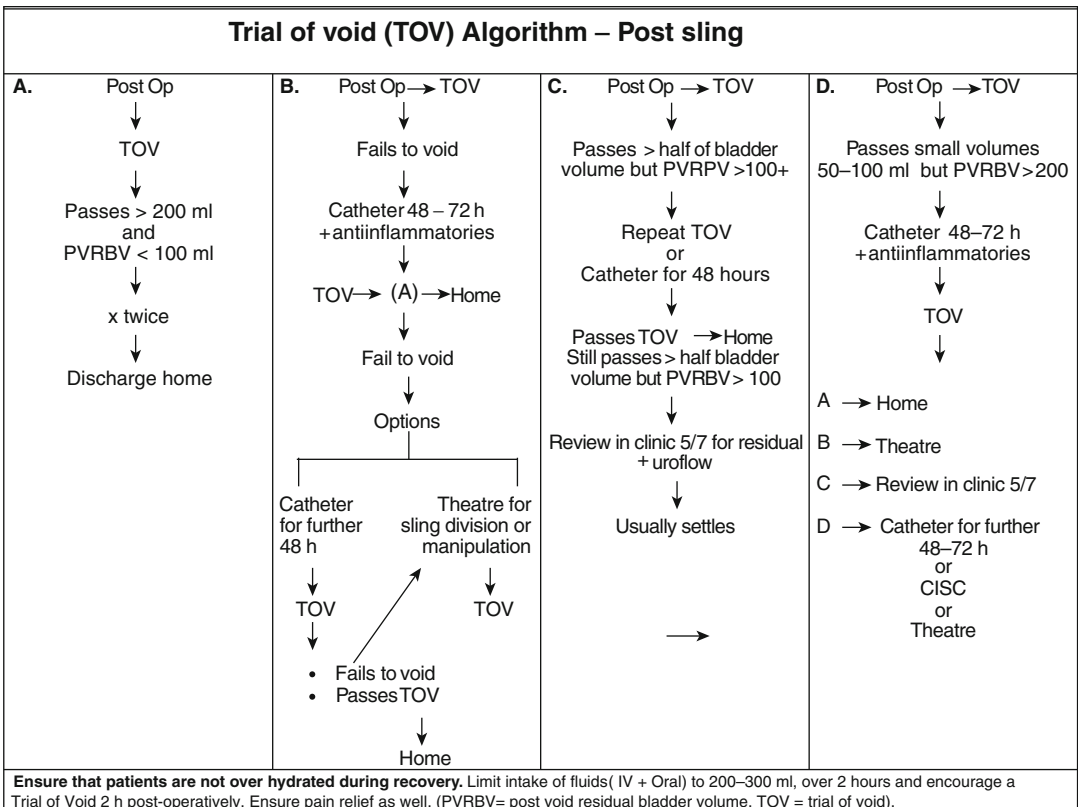 Trial of void (TOV) Algorithm – Post sling
A.
Post Op
TOV
Passes > 200 ml
and
PVRBV < 100 ml
x twice
Discharge home
B.
Post Op → TOV
Fails to void
Catheter 48 – 72 h
+antiinflammatories
TOV → (A) → Home
Fail to void
Options
Catheter
for further
48 h
TOV
Theatre for
sling division or
manipulation
TOV
• Fails to void
• Passes TOV
Home
C.
Post Op → TOV
Passes > half of bladder
volume but PVRPV >100+
Repeat TOV
or
Catheter for 48 hours
Passes TOV → Home
Still passes > half bladder
volume but PVRBV > 100
Review in clinic 5/7 for residual
+ uroflow
Usually settles
D.
Post Op → TOV
Passes small volumes
50–100 ml but PVRBV > 200
Catheter 48–72 h
+antiinflammatories
TOV
A → Home
B → Theatre
C → Review in clinic 5/7
D → Catheter for further
48–72 h
or
CISC
or
Theatre
Ensure that patients are not over hydrated during recovery. Limit intake of fluids( IV + Oral) to 200–300 ml, over 2 hours and encourage a
Trial of Void 2 h post-operatively. Ensure pain relief as well. (PVRBV= post void residual bladder volume, TOV = trial of void).